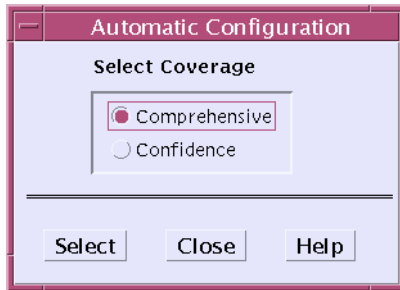 Automatic Configuration
Select Coverage
Comprehensive
Confidence
Select Close Help